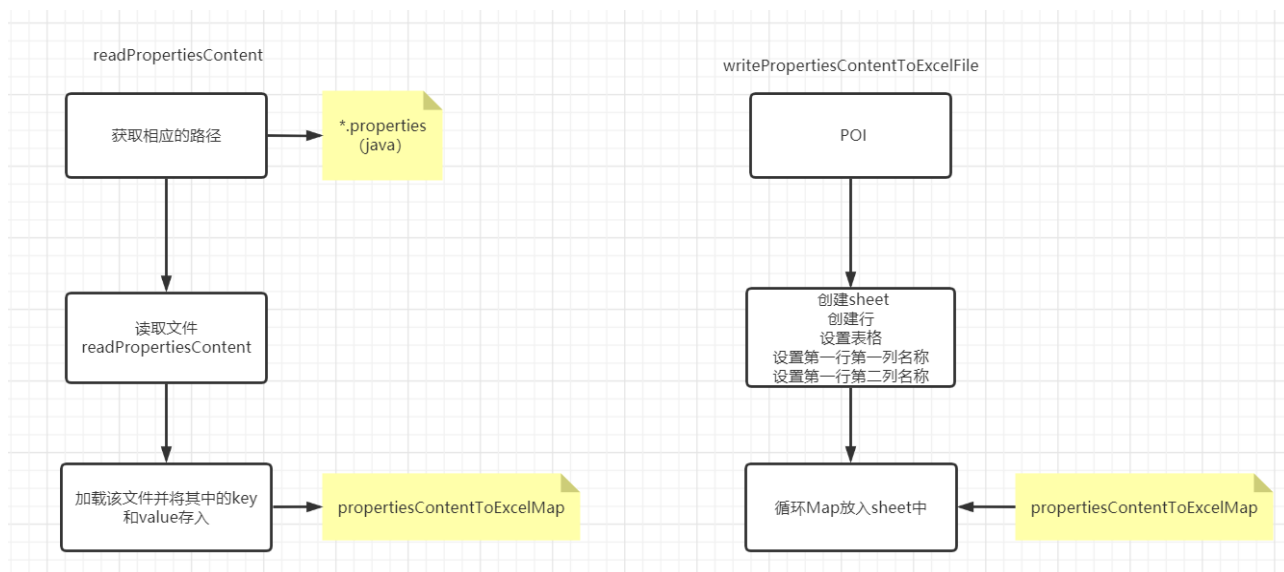 readPropertiesContent
获取相应的路径
*.properties
（java）
读取文件
readPropertiesContent
加载该文件并将其中的key
和value存入
propertiesContentToExcelMap
writePropertiesContentToExcelFile
POI
创建sheet
创建行
设置表格
设置第一行第一列名称
设置第一行第二列名称
循环Map放入sheet中
propertiesContentToExcelMap